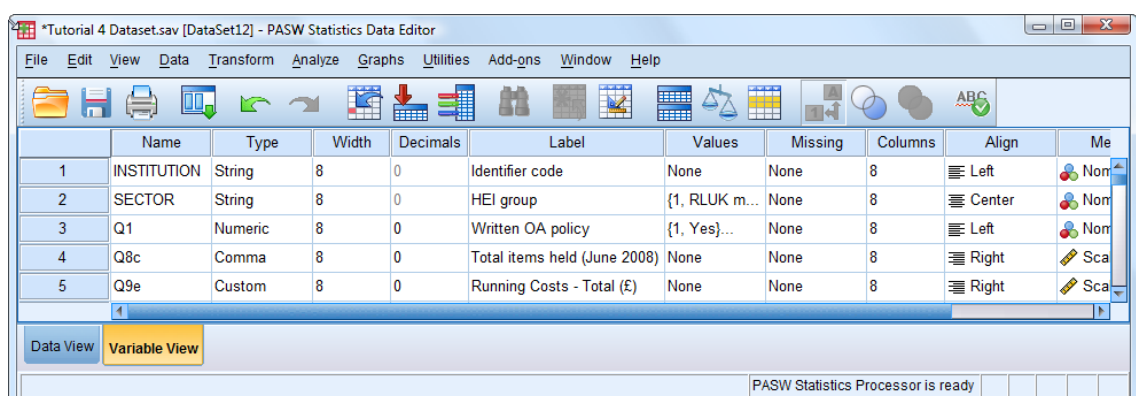 *Tutorial 4 Dataset.sav [DataSet12] - PASW Statistics Data Editor
File Edit View Data Transform Analyze Graphs Utilities Add-ons Window Help
A
1 4
ABC
Name Type Width Decimals Label Values Missing Columns Align Me
1 INSTITUTION String 8 0 Identifier code None None 8 Left Nom
2 SECTOR String 8 0 HEI group {1, RLUK m... None 8 Center Nom
3 Q1 Numeric 8 0 Written OA policy {1, Yes}... None 8 Left Nom
4 Q8c Comma 8 0 Total items held (June 2008) None None 8 Right Sca
5 Q9e Custom 8 0 Running Costs - Total (£) None None 8 Right Sca
Data View Variable View
PASW Statistics Processor is ready